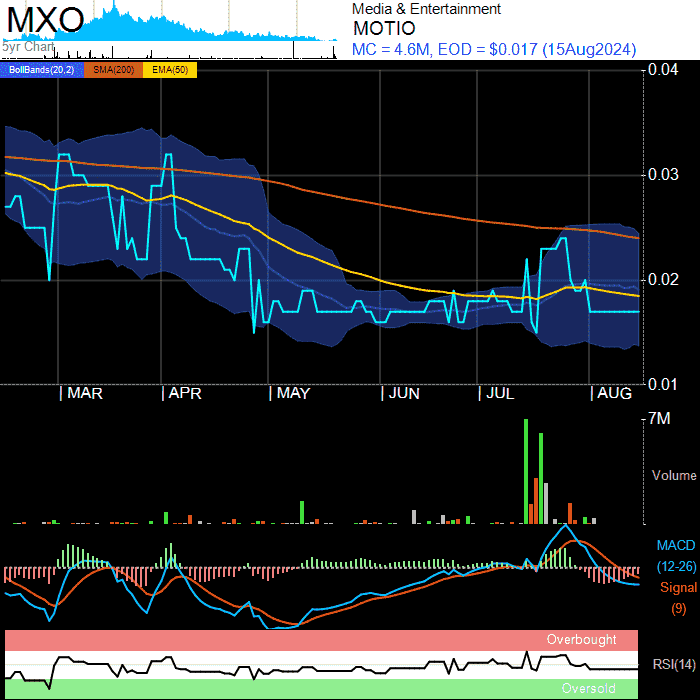 MXO
Media & Entertainment
MOTIO
MC = 4.6M, EOD = $0.017 (15Aug2024)
5yr Chart
BollBands(20,2) SMA(200) EMA(50)
0.04
0.03
0.02
0.01
MAR APR MAY JUN JUL AUG
7M
Volume
MACD
(12-26)
Signal
(9)
Overbought
RSI(14)
Oversold